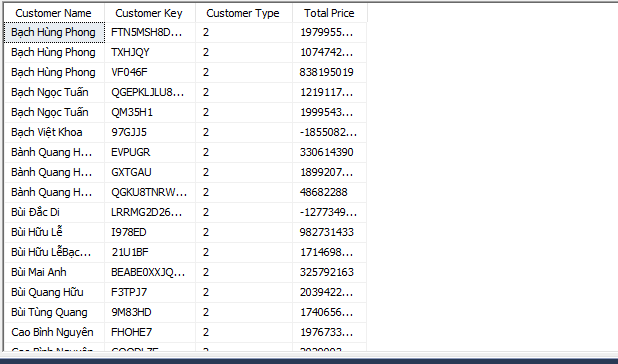 Customer Name Customer Key Customer Type Total Price
Bạch Hùng Phong FTN5MSH8D... 2 1979955...
Bạch Hùng Phong TXHJQY 2 1074742...
Bạch Hùng Phong VF046F 2 838195019
Bạch Ngọc Tuấn QGEPKLJLU8... 2 1219117...
Bạch Ngọc Tuấn QM35H1 2 1999543...
Bạch Việt Khoa 97GJJ5 2 -1855082...
Bành Quang H... EVPUGR 2 330614390
Bành Quang H... GXTGAU 2 1899207...
Bành Quang H... QGKU8TNRW... 2 48682288
Bùi Đắc Di LRRMG2D26... 2 -1277349...
Bùi Hữu Lễ I978ED 2 982731433
Bùi Hữu LễBạc... 21U1BF 2 1714698...
Bùi Mai Anh BEABE0XXJQ... 2 325792163
Bùi Quang Hữu F3TPJ7 2 2039422...
Bùi Tùng Quang 9M83HD 2 1740656...
Cao Bình Nguyên FHOHE7 2 1976733...